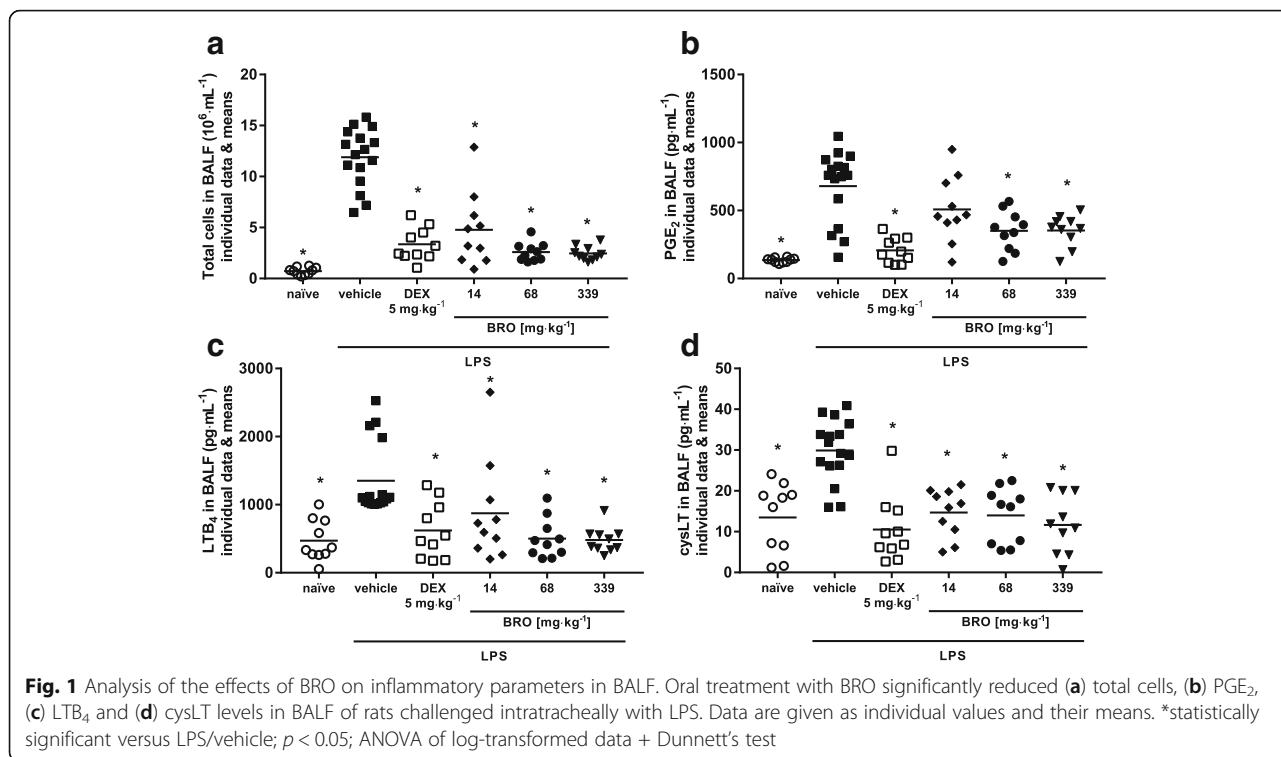 a
Total cells in BALF (10⁶·mL⁻¹)
individual data & means
20
15
10
5
0
*
*
*
*
*
naïve
vehicle
DEX
5 mg·kg⁻¹
14
68
339
BRO [mg·kg⁻¹]
LPS
b
PGE₂ in BALF (pg·mL⁻¹)
individual data & means
1500
1000
500
0
*
*
*
*
naïve
vehicle
DEX
5 mg·kg⁻¹
14
68
339
BRO [mg·kg⁻¹]
LPS
c
LTB₄ in BALF (pg·mL⁻¹)
individual data & means
3000
2000
1000
0
*
*
*
*
*
naïve
vehicle
DEX
5 mg·kg⁻¹
14
68
339
BRO [mg·kg⁻¹]
LPS
d
cysLT in BALF (pg·mL⁻¹)
individual data & means
50
40
30
20
10
0
*
*
*
*
*
naïve
vehicle
DEX
5 mg·kg⁻¹
14
68
339
BRO [mg·kg⁻¹]
LPS
Fig. 1 Analysis of the effects of BRO on inflammatory parameters in BALF. Oral treatment with BRO significantly reduced (a) total cells, (b) PGE₂,
(c) LTB₄ and (d) cysLT levels in BALF of rats challenged intratracheally with LPS. Data are given as individual values and their means. *statistically
significant versus LPS/vehicle; p < 0.05; ANOVA of log-transformed data + Dunnett's test